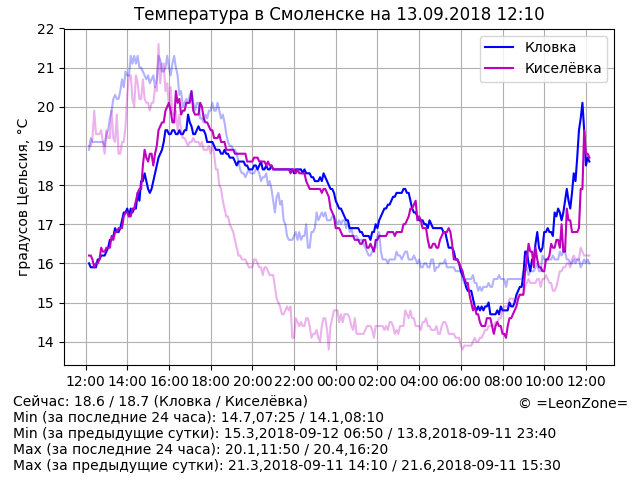 Температура в Смоленске на 13.09.2018 12:10
22
21
20
19
18
17
16
15
14
градусов Цельсия, °C
Кловка
Киселёвка
12:00 14:00 16:00 18:00 20:00 22:00 00:00 02:00 04:00 06:00 08:00 10:00 12:00
Сейчас: 18.6 / 18.7 (Кловка / Киселёвка)
© =LeonZone=
Min (за последние 24 часа): 14.7,07:25 / 14.1,08:10
Min (за предыдущие сутки): 15.3,2018-09-12 06:50 / 13.8,2018-09-11 23:40
Max (за последние 24 часа): 20.1,11:50 / 20.4,16:20
Max (за предыдущие сутки): 21.3,2018-09-11 14:10 / 21.6,2018-09-11 15:30